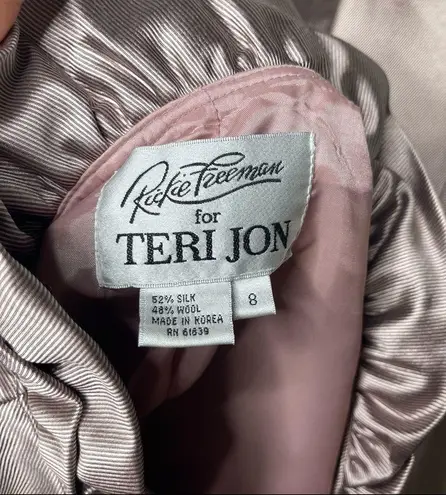 Rickie Freeman
for
TERI JON
52% SILK
48% WOOL
MADE IN KOREA
RN 61639
8